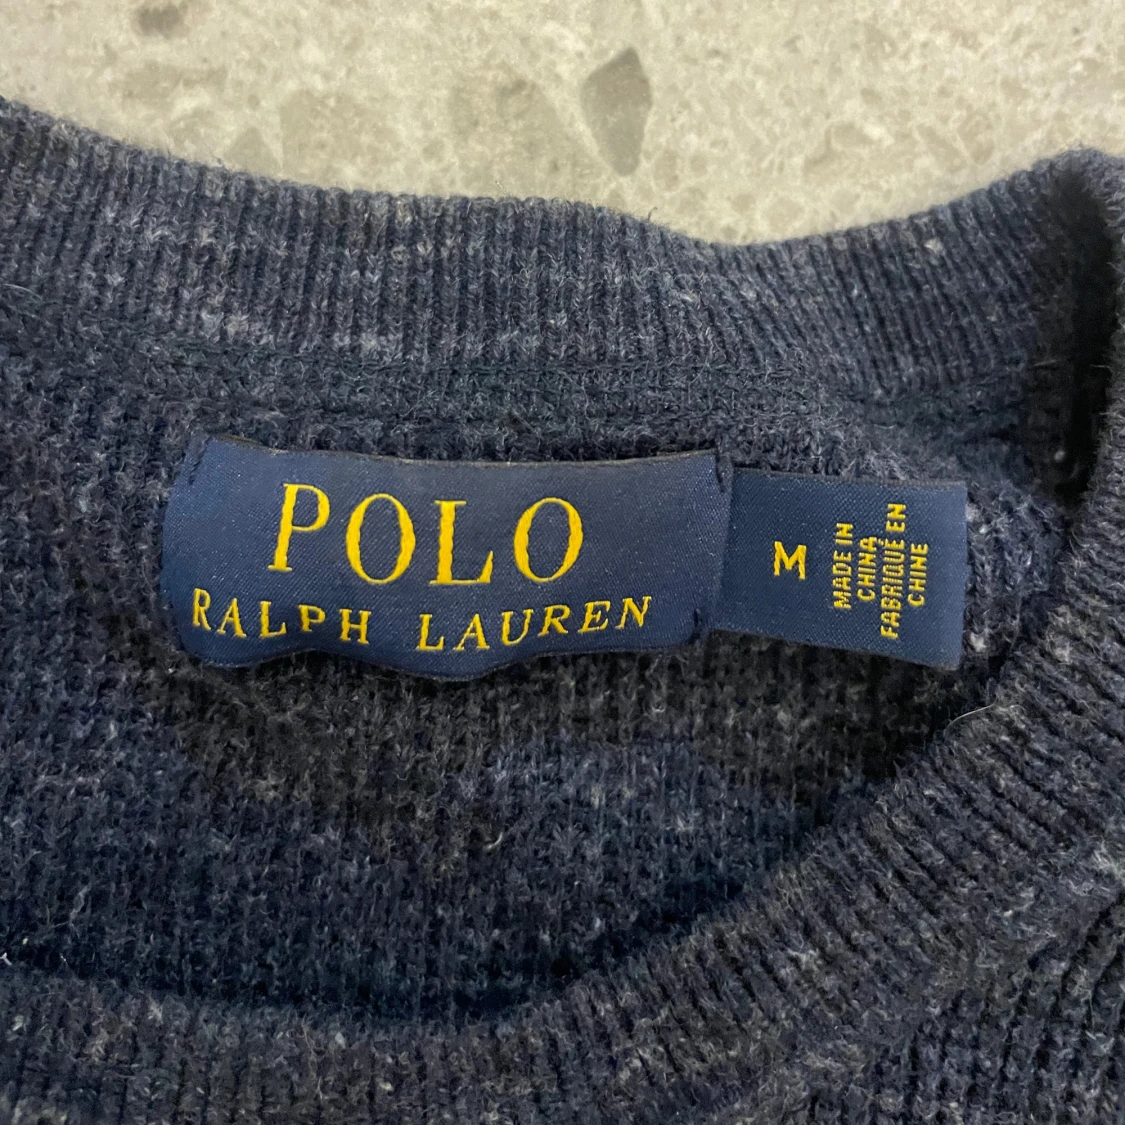 POLO
RALPH LAUREN
M
MADE IN
CHINA
FABRIQUÉ EN
CHINE